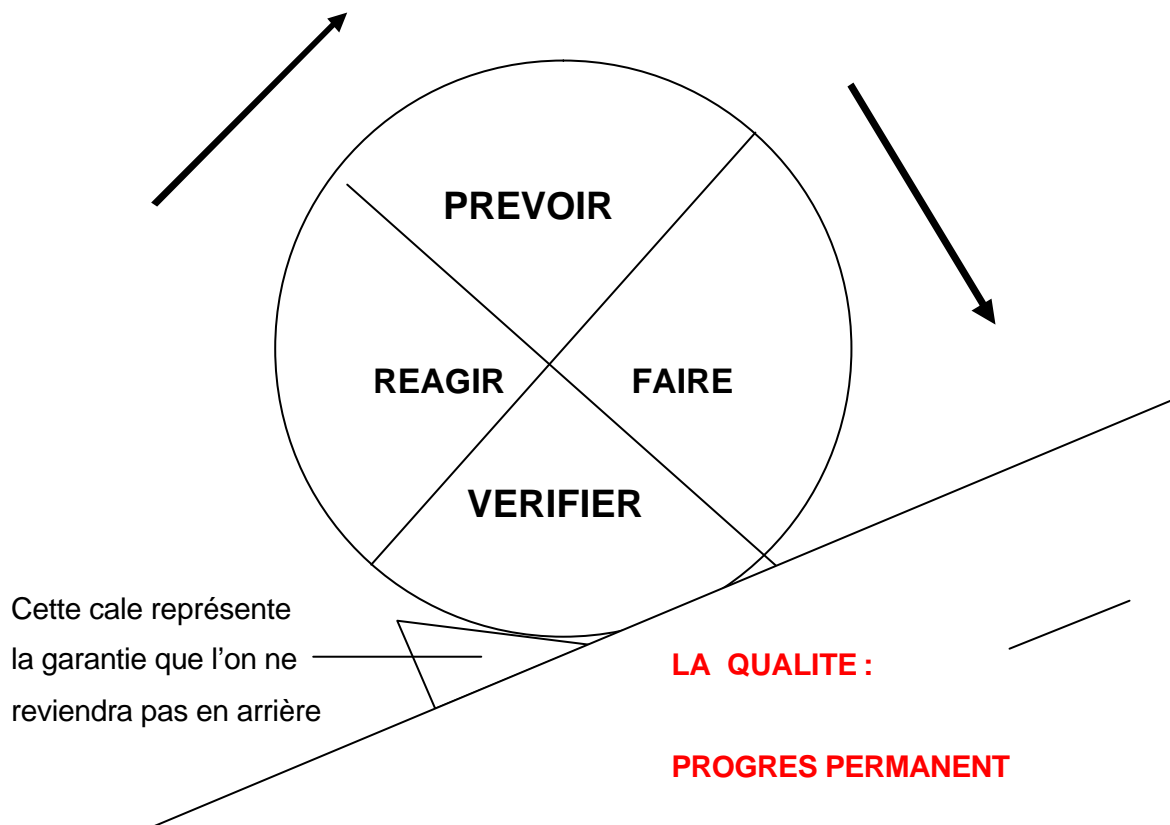 PREVOIR
REAGIR
FAIRE
VERIFIER
Cette cale représente
la garantie que l’on ne
reviendra pas en arrière
LA QUALITE :
PROGRES PERMANENT